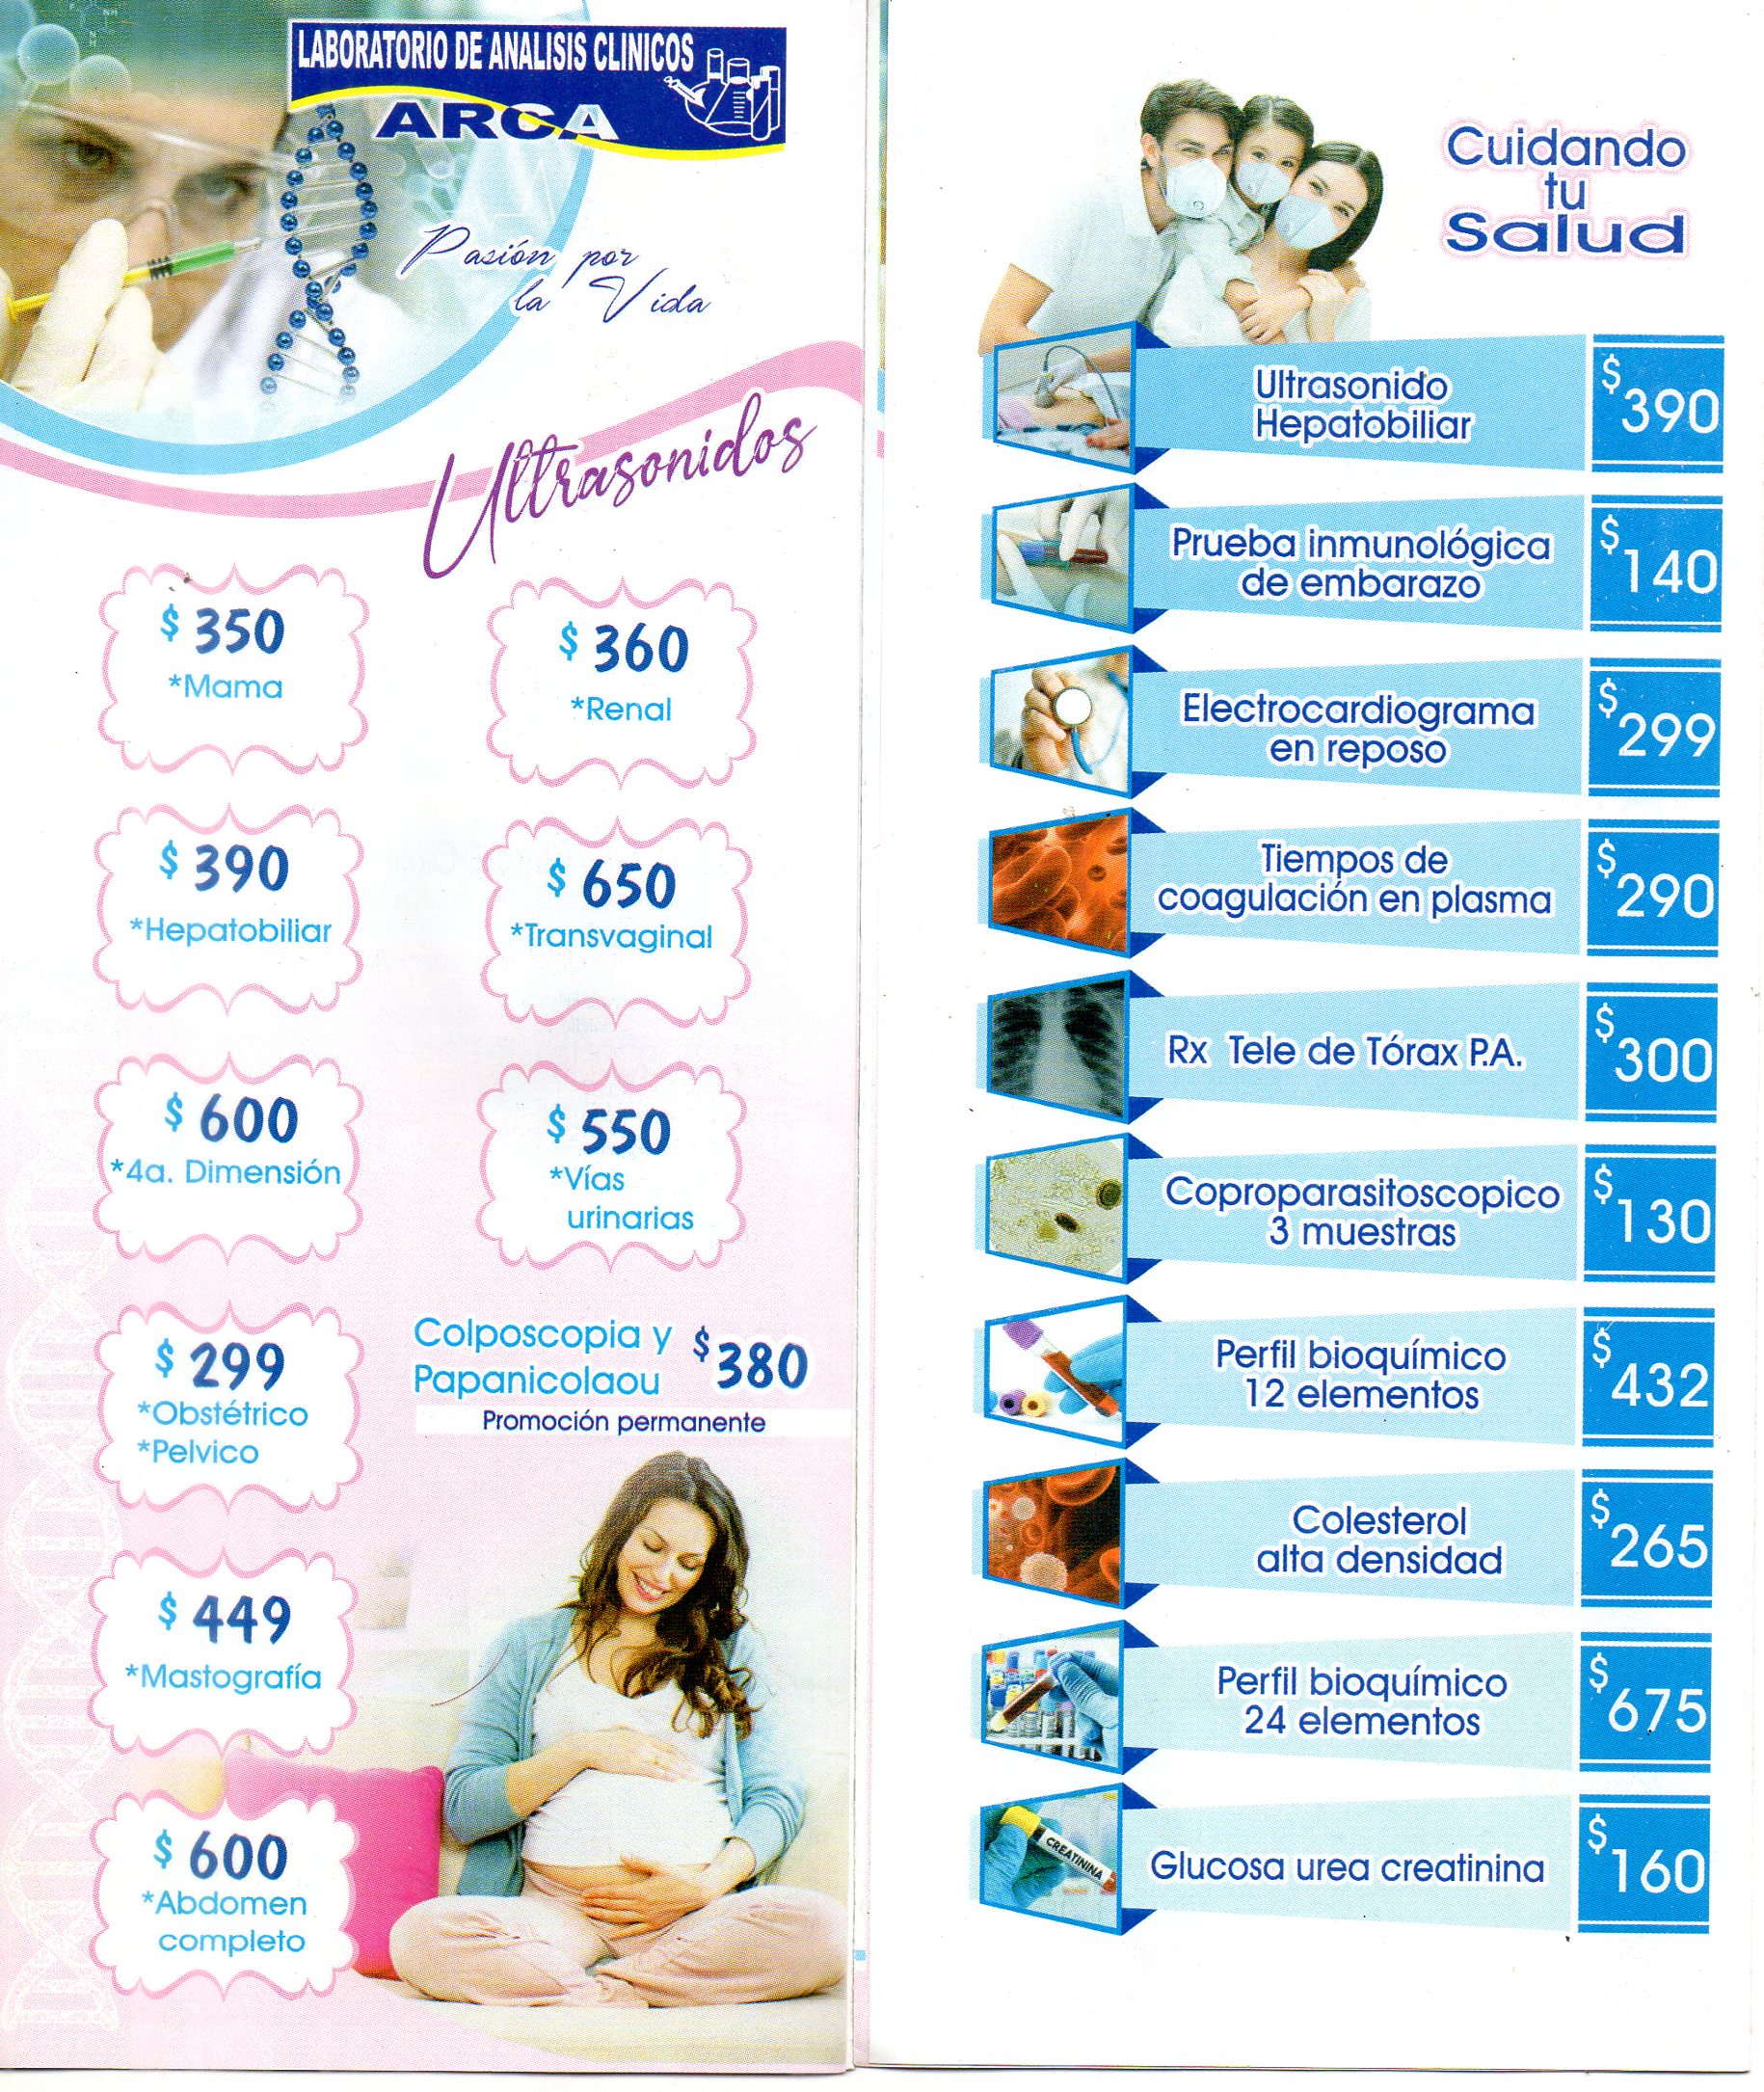 LABORATORIO DE ANALISIS CLINICOS
ARCA
Pasión por
la Vida
Ultrasonidos
$ 350
*Mama
$ 360
*Renal
$ 390
*Hepatobiliar
$ 650
*Transvaginal
$ 600
*4a. Dimensión
$ 550
*Vías
urinarias
$ 299
*Obstétrico
*Pelvico
Colposcopia y
Papanicolaou
$380
Promoción permanente
$ 449
*Mastografía
$ 600
*Abdomen
completo
Cuidando
tu
Salud
Ultrasonido
Hepatobiliar
$390
Prueba inmunológica
de embarazo
$140
Electrocardiograma
en reposo
$299
Tiempos de
coagulación en plasma
$290
Rx Tele de Tórax P.A.
$300
Coproparasitoscopico
3 muestras
$130
Perfil bioquímico
12 elementos
$432
Colesterol
alta densidad
$265
Perfil bioquímico
24 elementos
$675
CREATININA
Glucosa urea creatinina
$160